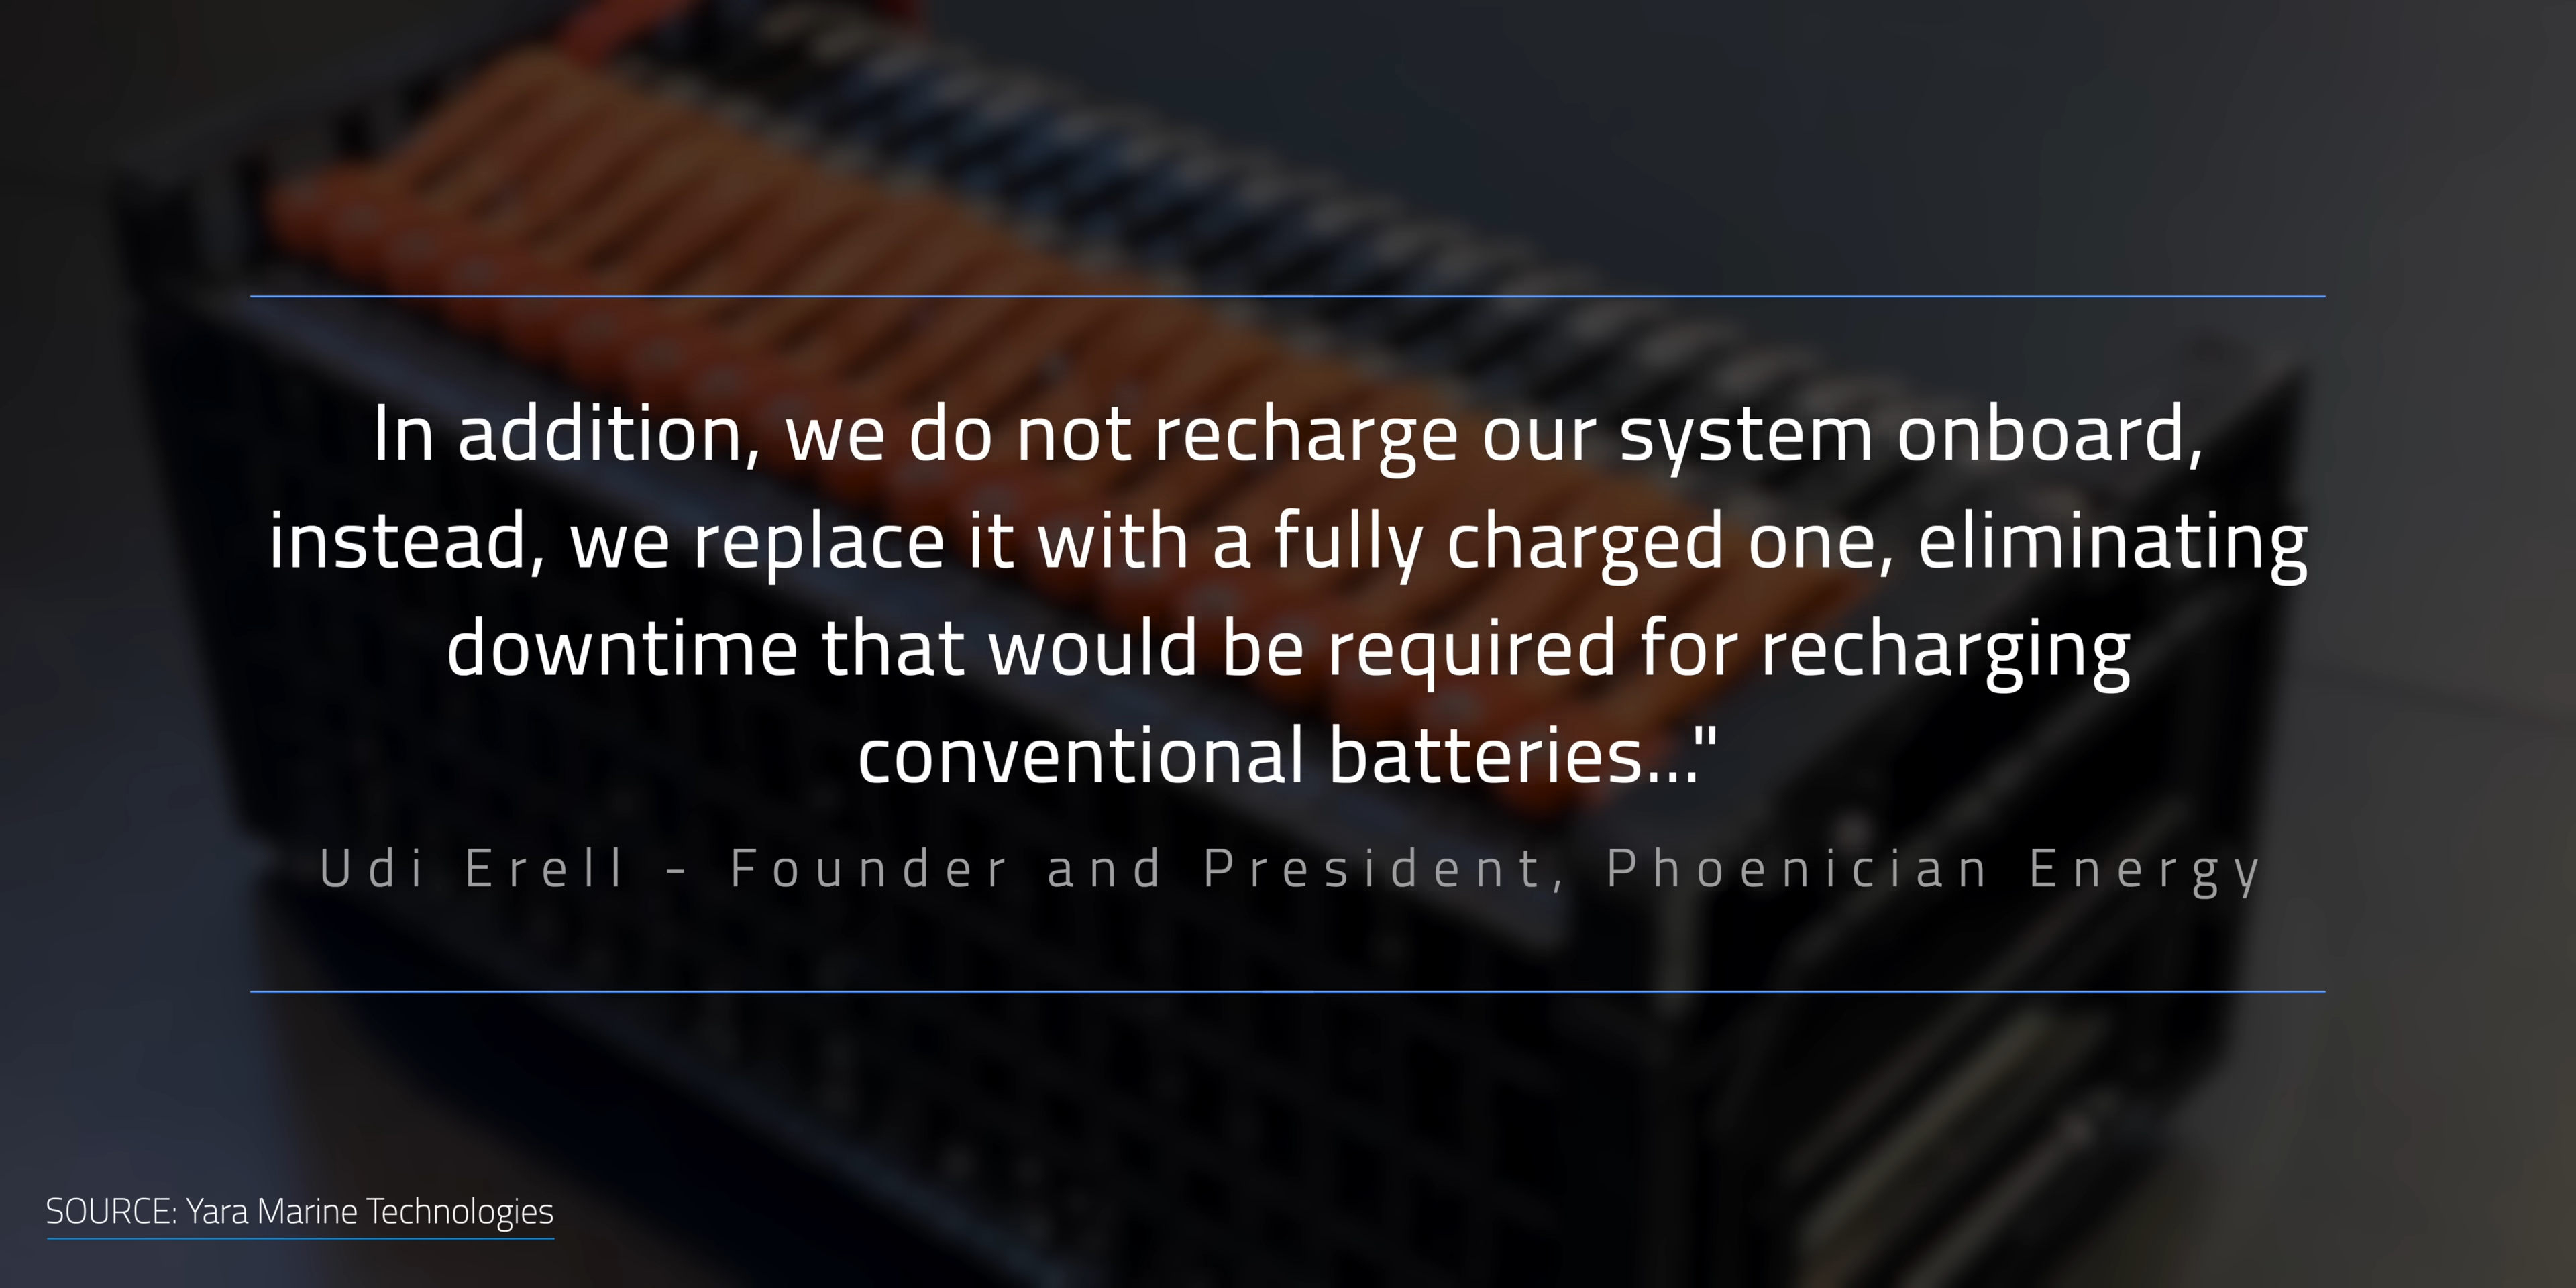 In addition, we do not recharge our system onboard,
instead, we replace it with a fully charged one, eliminating
downtime that would be required for recharging
conventional batteries..."
Udi Erell - Founder and President, Phoenician Energy
SOURCE: Yara Marine Technologies